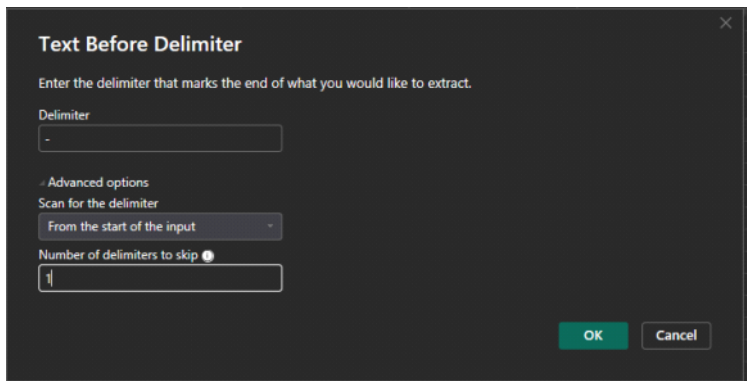 Text Before Delimiter
Enter the delimiter that marks the end of what you would like to extract.
Delimiter
-
Advanced options
Scan for the delimiter
From the start of the input
Number of delimiters to skip
1
OK Cancel